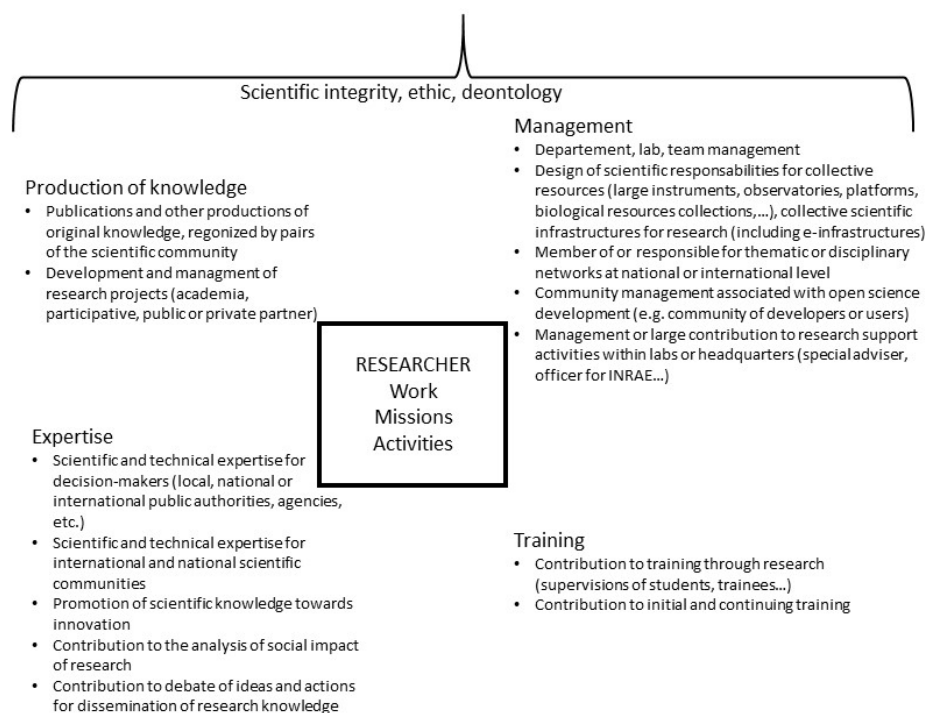 Scientific integrity, ethic, deontology
Production of knowledge
• Publications and other productions of
original knowledge, regonized by pairs
of the scientific community
• Development and managment of
research projects (academia,
participative, public or private partner)
Management
• Departement, lab, team management
• Design of scientific responsabilities for collective
resources (large instruments, observatories, platforms,
biological resources collections,...), collective scientific
infrastructures for research (including e-infrastructures)
• Member of or responsible for thematic or disciplinary
networks at national or international level
• Community management associated with open science
development (e.g. community of developers or users)
• Management or large contribution to research support
activities within labs or headquarters (special adviser,
officer for INRAE...)
RESEARCHER
Work
Missions
Activities
Expertise
• Scientific and technical expertise for
decision-makers (local, national or
international public authorities, agencies,
etc.)
• Scientific and technical expertise for
international and national scientific
communities
• Promotion of scientific knowledge towards
innovation
• Contribution to the analysis of social impact
of research
• Contribution to debate of ideas and actions
for dissemination of research knowledge
Training
• Contribution to training through research
(supervisions of students, trainees...)
• Contribution to initial and continuing training